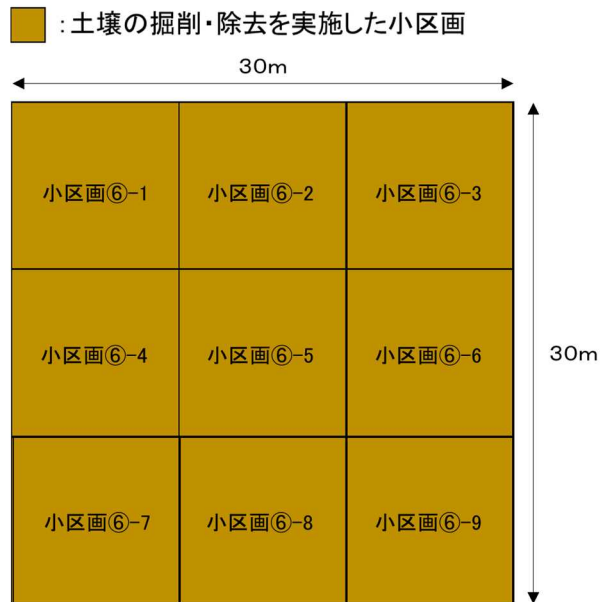 ：土壌の掘削・除去を実施した小区画
30m
小区画⑥-1 小区画⑥-2 小区画⑥-3
小区画⑥-4 小区画⑥-5 小区画⑥-6
30m
小区画⑥-7 小区画⑥-8 小区画⑥-9